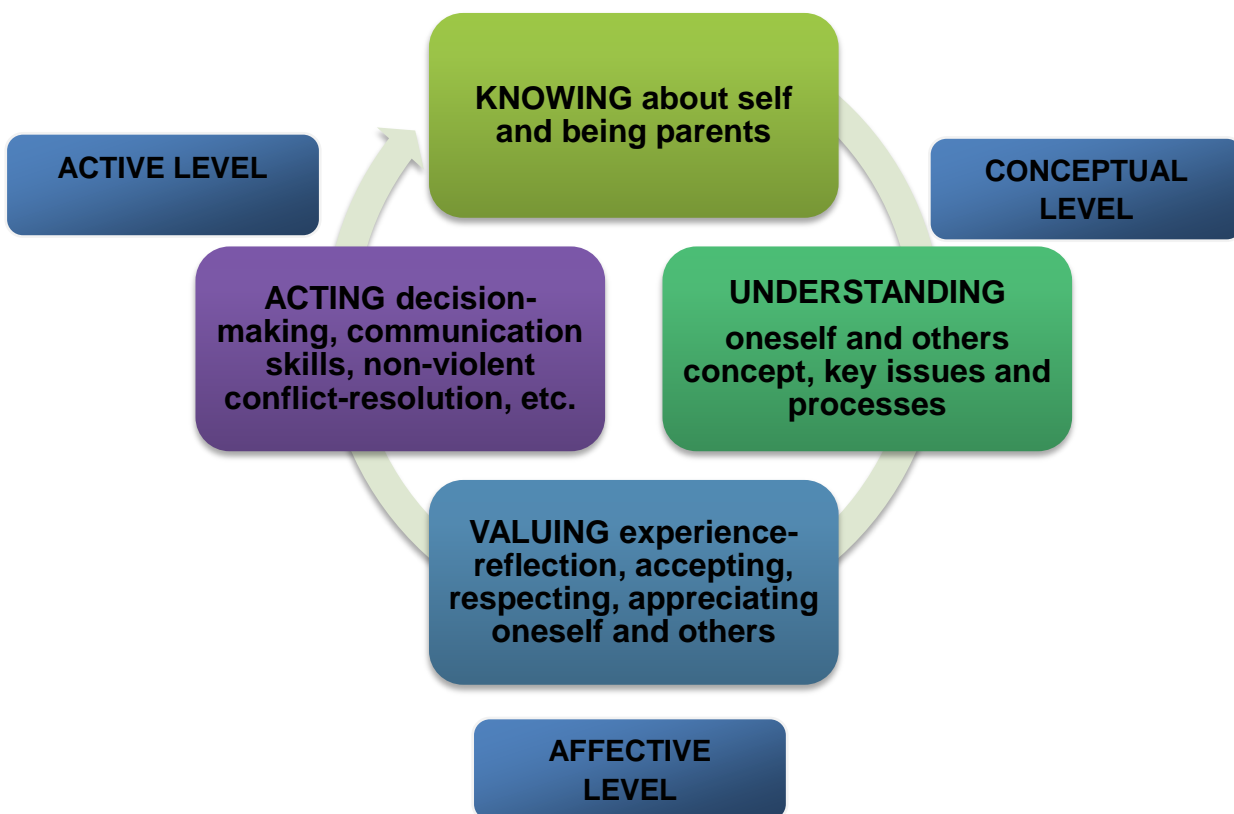 KNOWING about self
and being parents
ACTIVE LEVEL
CONCEPTUAL
LEVEL
ACTING decision-
making, communication
skills, non-violent
conflict-resolution, etc.
UNDERSTANDING
oneself and others
concept, key issues and
processes
VALUING experience-
reflection, accepting,
respecting, appreciating
oneself and others
AFFECTIVE
LEVEL